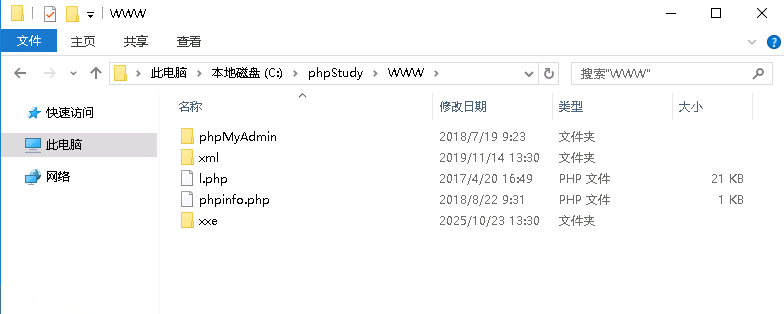 WWW
文件 主页 共享 查看
此电脑 本地磁盘 (C:) phpStudy WWW 搜索"WWW"
快速访问
此电脑
网络
名称 修改日期 类型 大小
phpMyAdmin 2018/7/19 9:23 文件夹
xml 2019/11/14 13:30 文件夹
l.php 2017/4/20 16:49 PHP 文件 21 KB
phpinfo.php 2018/8/22 9:31 PHP 文件 1 KB
xxe 2025/10/23 13:30 文件夹